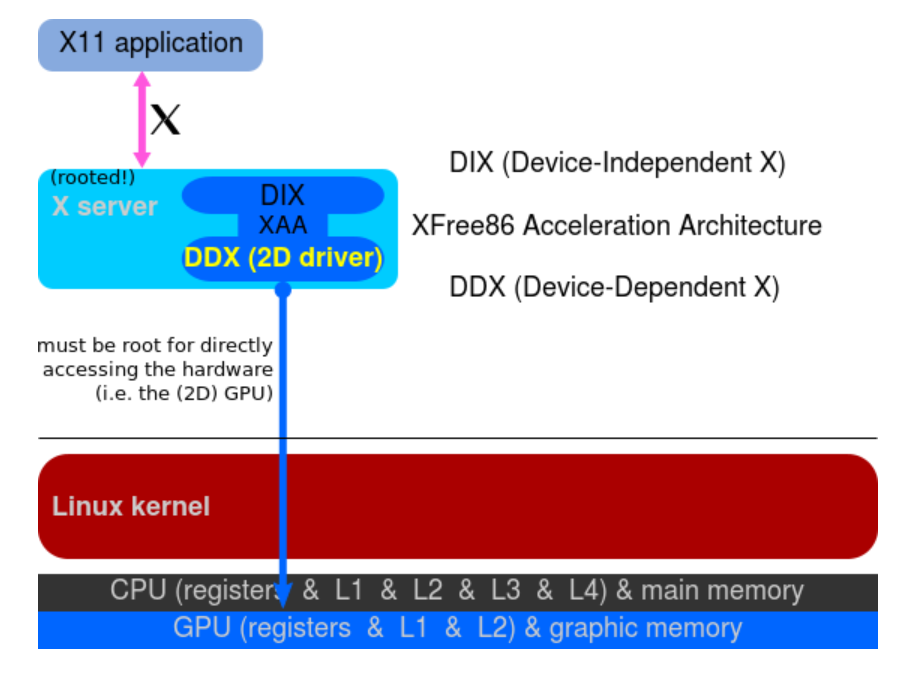 X11 application
X
(rooted!)
X server
DIX
XAA
DDX (2D driver)
DIX (Device-Independent X)
XFree86 Acceleration Architecture
DDX (Device-Dependent X)
must be root for directly
accessing the hardware
(i.e. the (2D) GPU)
Linux kernel
CPU (registers & L1 & L2 & L3 & L4) & main memory
GPU (registers & L1 & L2) & graphic memory